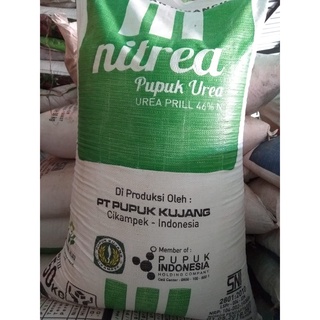 nitrea
Pupuk Urea
UREA PRILL 46% N
Di Produksi Oleh :
PT PUPUK KUJANG
Cikampek - Indonesia
Member of :
PUPUK
INDONESIA
HOLDING COMPANY
SNI